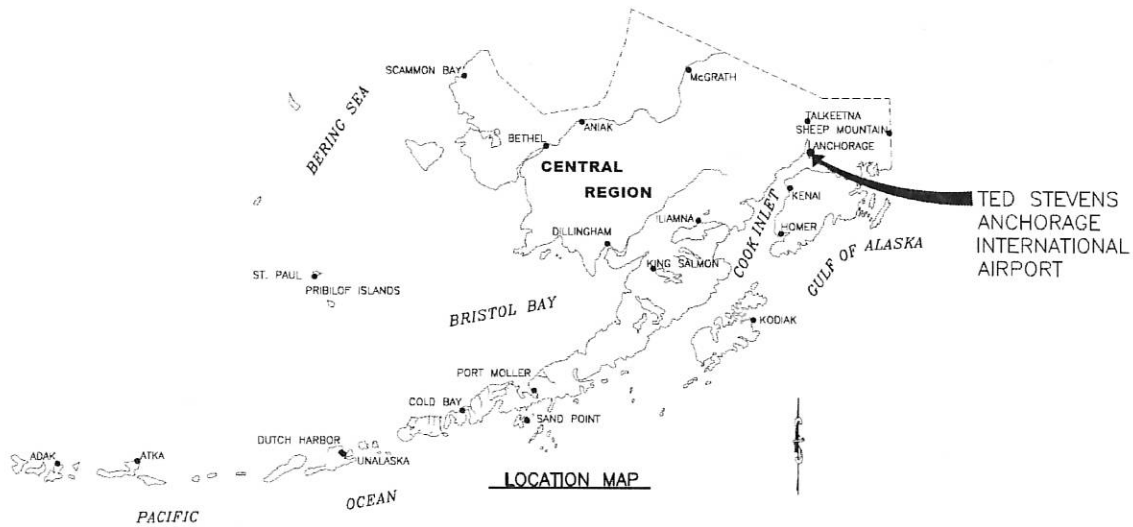 SCAMMON BAY
McGRATH
BERING SEA
ANIAK
TALKEETNA
SHEEP MOUNTAIN
ANCHORAGE
BETHEL
CENTRAL
REGION
KENAI
TED STEVENS
ANCHORAGE
INTERNATIONAL
AIRPORT
ILIAMNA
COOK INLET
HOMER
DILLINGHAM
GULF OF ALASKA
KING SALMON
ST. PAUL
PRIBILOF ISLANDS
BRISTOL BAY
KODIAK
PORT MOLLER
COLD BAY
SAND POINT
DUTCH HARBOR
ADAK
ATKA
UNALASKA
LOCATION MAP
OCEAN
PACIFIC